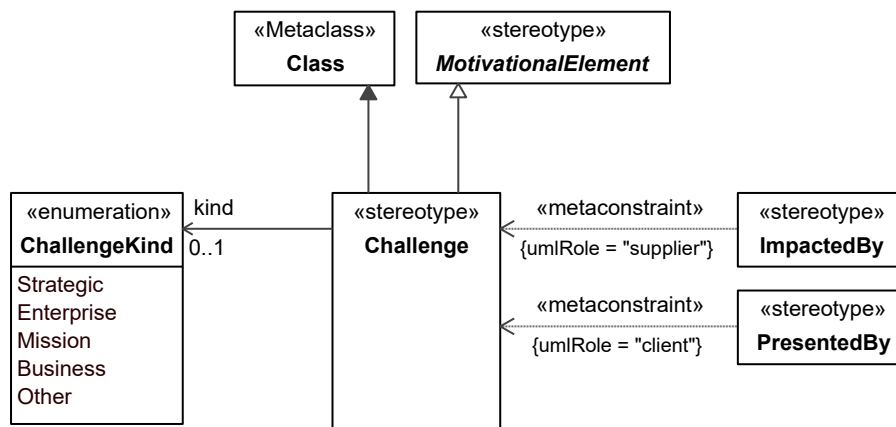 «Metaclass»
Class
«stereotype»
MotivationalElement
«enumeration»
ChallengeKind
Strategic
Enterprise
Mission
Business
Other
kind
0..1
«stereotype»
Challenge
«metaconstraint»
{umlRole = "supplier"}
«stereotype»
ImpactedBy
«metaconstraint»
{umlRole = "client"}
«stereotype»
PresentedBy